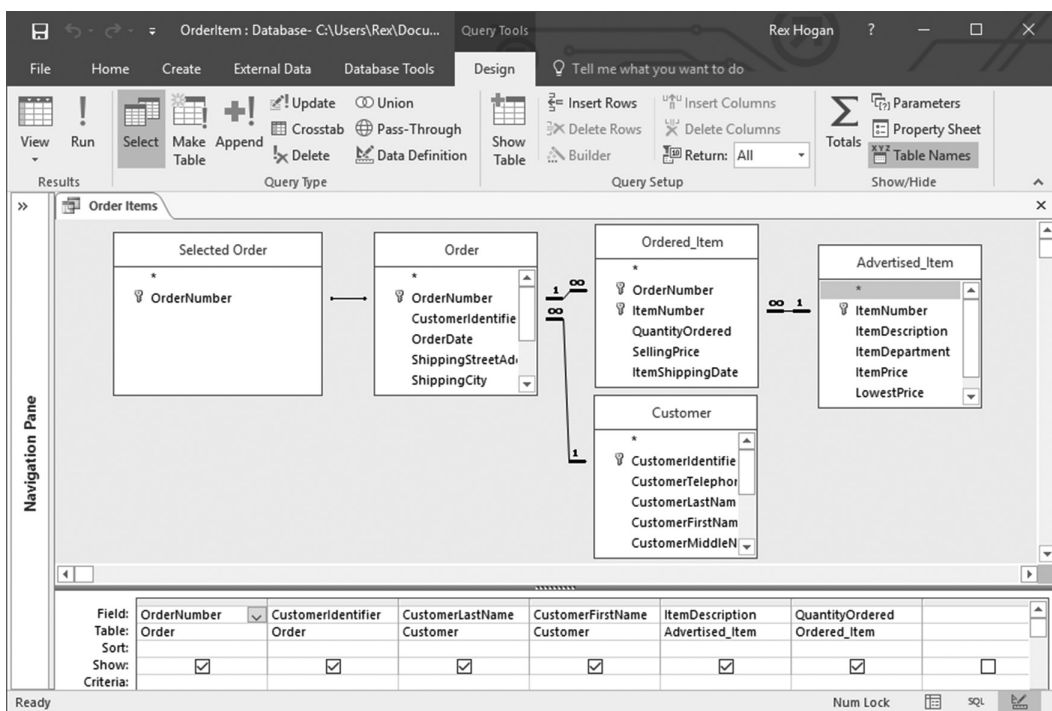 OrderItem : Database- C:\Users\Rex\Docu... Query Tools Rex Hogan ?
File Home Create External Data Database Tools Design Tell me what you want to do
View
Run
Select
Make Table
Append
Update
Crosstab
Delete
Union
Pass-Through
Data Definition
Show Table
Insert Rows
Delete Rows
Builder
Insert Columns
Delete Columns
Return: All
Totals
Parameters
Property Sheet
XYZ Table Names
Results Query Type Query Setup Show/Hide
» Order Items
Navigation Pane
Selected Order
*
OrderNumber
Order
*
OrderNumber
CustomerIdentifie
OrderDate
ShippingStreetAd
ShippingCity
1 ∞
∞
1
Ordered_Item
*
OrderNumber
ItemNumber
QuantityOrdered
SellingPrice
ItemShippingDate
∞ 1
Advertised_Item
*
ItemNumber
ItemDescription
ItemDepartment
ItemPrice
LowestPrice
Customer
*
CustomerIdentifie
CustomerTelephor
CustomerLastNam
CustomerFirstNam
CustomerMiddleN
Field: OrderNumber CustomerIdentifier CustomerLastName CustomerFirstName ItemDescription QuantityOrdered
Table: Order Order Customer Customer Advertised_Item Ordered_Item
Sort:
Show:
Criteria:
Ready Num Lock SQL